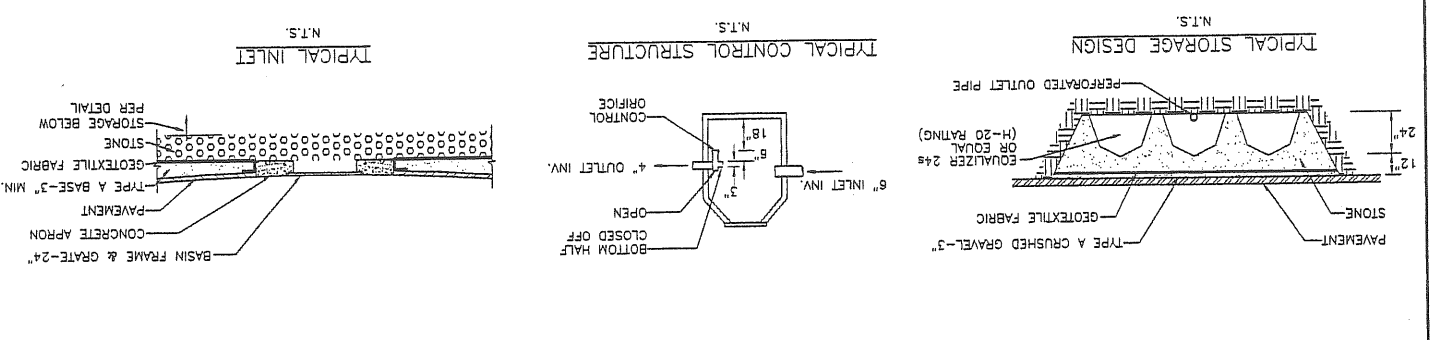 PAVEMENT
STONE
TYPE A CRUSHED GRAVEL-3"
GEOTEXTILE FABRIC
12"
24"
EQUALIZER 24s
OR EQUAL
(H-20 RATING)
PERFORATED OUTLET PIPE
TYPICAL STORAGE DESIGN
N.T.S.
BOTTOM HALF
CLOSED OFF
OPEN
6" INLET INV.
3"
6"
18"
4" OUTLET INV.
CONTROL
ORIFICE
TYPICAL CONTROL STRUCTURE
N.T.S.
BASIN FRAME & GRATE-24"
CONCRETE APRON
PAVEMENT
TYPE A BASE-3" MIN.
GEOTEXTILE FABRIC
STONE
STORAGE BELOW
PER DETAIL
TYPICAL INLET
N.T.S.